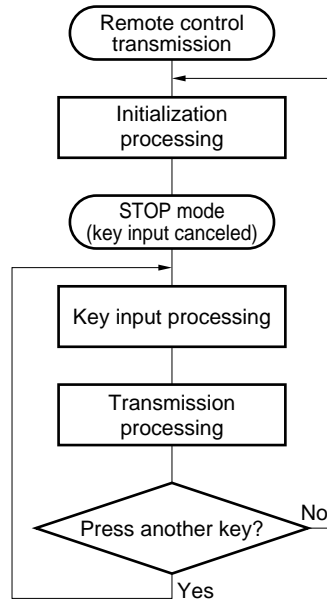 Remote control
transmission
Initialization
processing
STOP mode
(key input canceled)
Key input processing
Transmission
processing
Press another key?
No
Yes